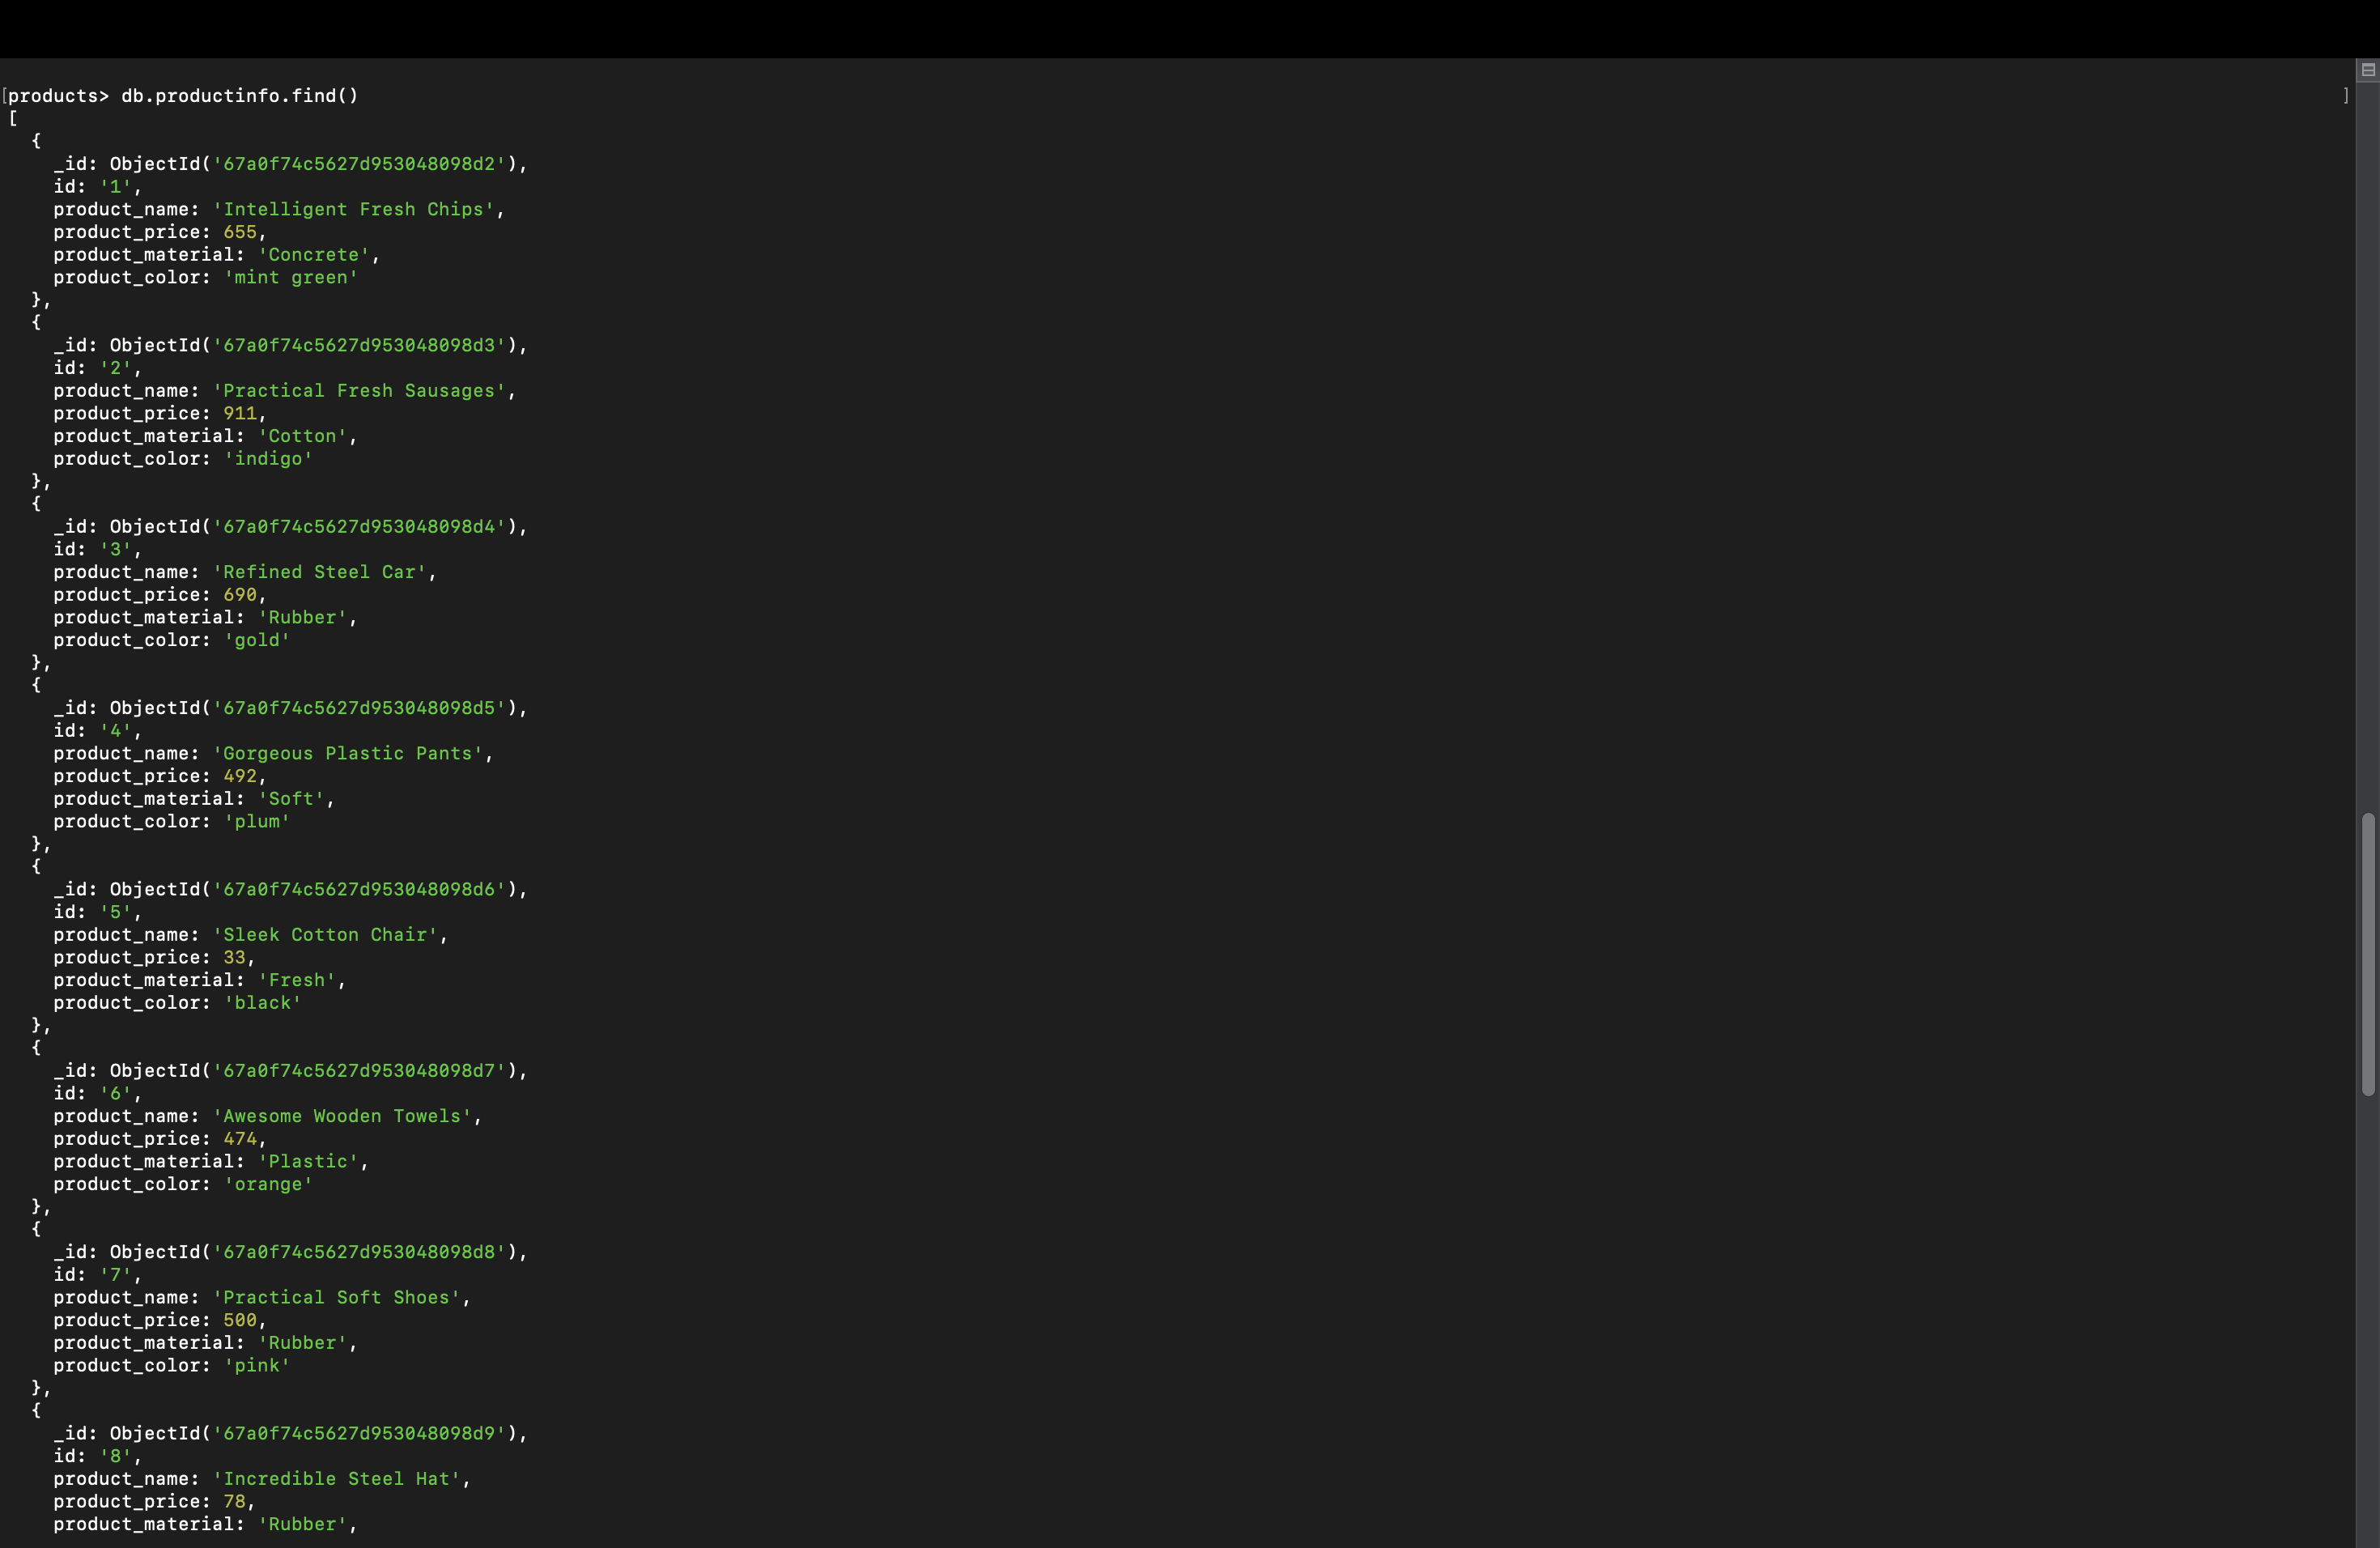 [products> db.productinfo.find() ]
[
  {
    _id: ObjectId('67a0f74c5627d953048098d2'),
    id: '1',
    product_name: 'Intelligent Fresh Chips',
    product_price: 655,
    product_material: 'Concrete',
    product_color: 'mint green'
  },
  {
    _id: ObjectId('67a0f74c5627d953048098d3'),
    id: '2',
    product_name: 'Practical Fresh Sausages',
    product_price: 911,
    product_material: 'Cotton',
    product_color: 'indigo'
  },
  {
    _id: ObjectId('67a0f74c5627d953048098d4'),
    id: '3',
    product_name: 'Refined Steel Car',
    product_price: 690,
    product_material: 'Rubber',
    product_color: 'gold'
  },
  {
    _id: ObjectId('67a0f74c5627d953048098d5'),
    id: '4',
    product_name: 'Gorgeous Plastic Pants',
    product_price: 492,
    product_material: 'Soft',
    product_color: 'plum'
  },
  {
    _id: ObjectId('67a0f74c5627d953048098d6'),
    id: '5',
    product_name: 'Sleek Cotton Chair',
    product_price: 33,
    product_material: 'Fresh',
    product_color: 'black'
  },
  {
    _id: ObjectId('67a0f74c5627d953048098d7'),
    id: '6',
    product_name: 'Awesome Wooden Towels',
    product_price: 474,
    product_material: 'Plastic',
    product_color: 'orange'
  },
  {
    _id: ObjectId('67a0f74c5627d953048098d8'),
    id: '7',
    product_name: 'Practical Soft Shoes',
    product_price: 500,
    product_material: 'Rubber',
    product_color: 'pink'
  },
  {
    _id: ObjectId('67a0f74c5627d953048098d9'),
    id: '8',
    product_name: 'Incredible Steel Hat',
    product_price: 78,
    product_material: 'Rubber',